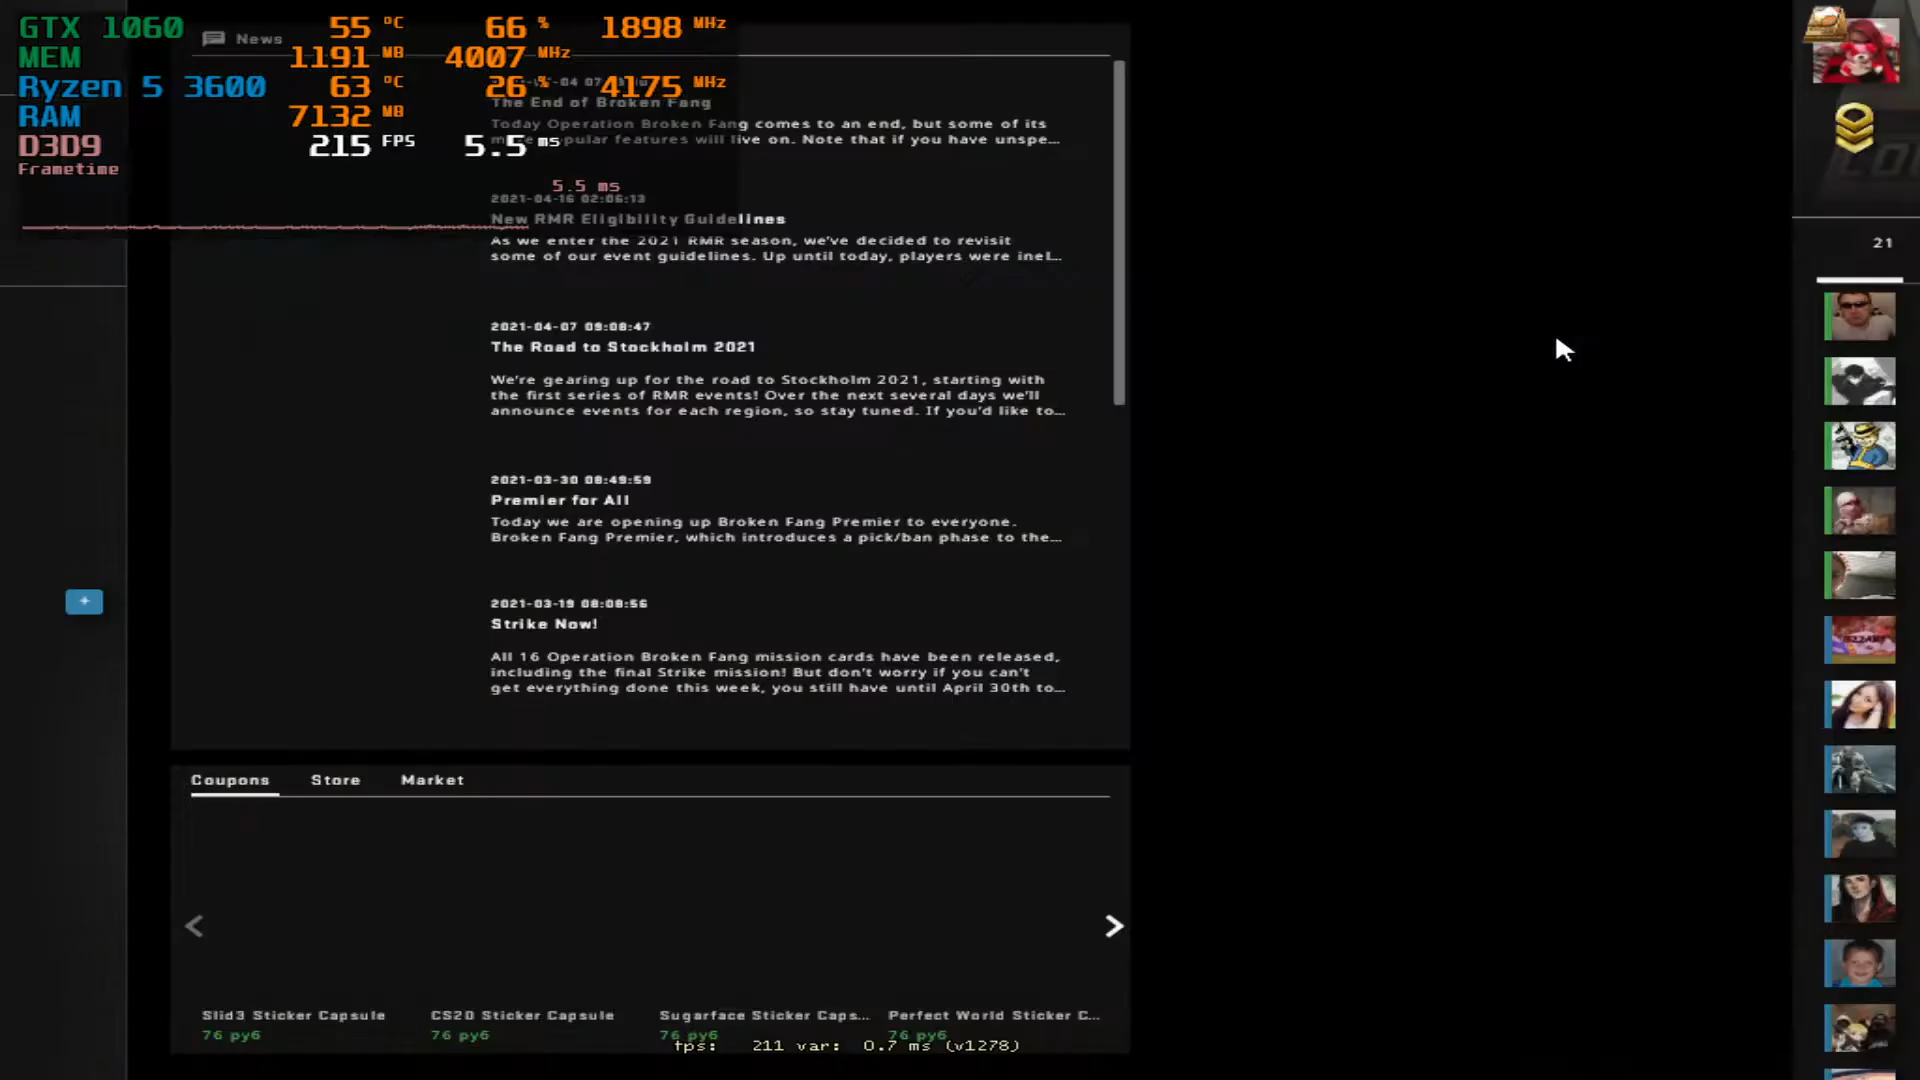 GTX 1060 55 °C 66 % 1898 MHz
MEM 1191 MB 4007 MHz
Ryzen 5 3600 63 °C 26 % 4175 MHz
RAM 7132 MB
D3D9 215 FPS 5.5 ms
Frametime
5.5 ms
News
The End of Broken Fang
Today Operation Broken Fang comes to an end, but some of its
popular features will live on. Note that if you have unspe...
2021-04-16 02:06:13
New RMR Eligibility Guidelines
As we enter the 2021 RMR season, we've decided to revisit
some of our event guidelines. Up until today, players were inel...
2021-04-07 09:08:47
The Road to Stockholm 2021
We're gearing up for the road to Stockholm 2021, starting with
the first series of RMR events! Over the next several days we'll
announce events for each region, so stay tuned. If you'd like to...
2021-03-30 08:49:59
Premier for All
Today we are opening up Broken Fang Premier to everyone.
Broken Fang Premier, which introduces a pick/ban phase to the...
2021-03-19 08:08:56
Strike Now!
All 16 Operation Broken Fang mission cards have been released,
including the final Strike mission! But don't worry if you can't
get everything done this week, you still have until April 30th to...
Coupons Store Market
Slid3 Sticker Capsule CS20 Sticker Capsule Sugarface Sticker Caps... Perfect World Sticker C...
76 руб 76 руб 76 руб 76 руб
fps: 211 var: 0.7 ms (v1278)
21